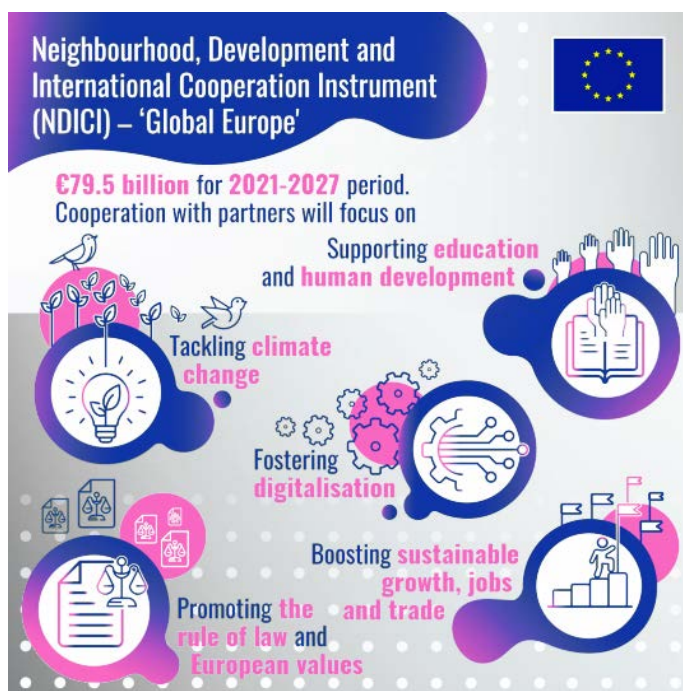 Neighbourhood, Development and
International Cooperation Instrument
(NDICI) – ‘Global Europe'
€79.5 billion for 2021-2027 period.
Cooperation with partners will focus on
Supporting education
and human development
Tackling climate
change
Fostering
digitalisation
Boosting sustainable
growth, jobs
and trade
Promoting the
rule of law and
European values